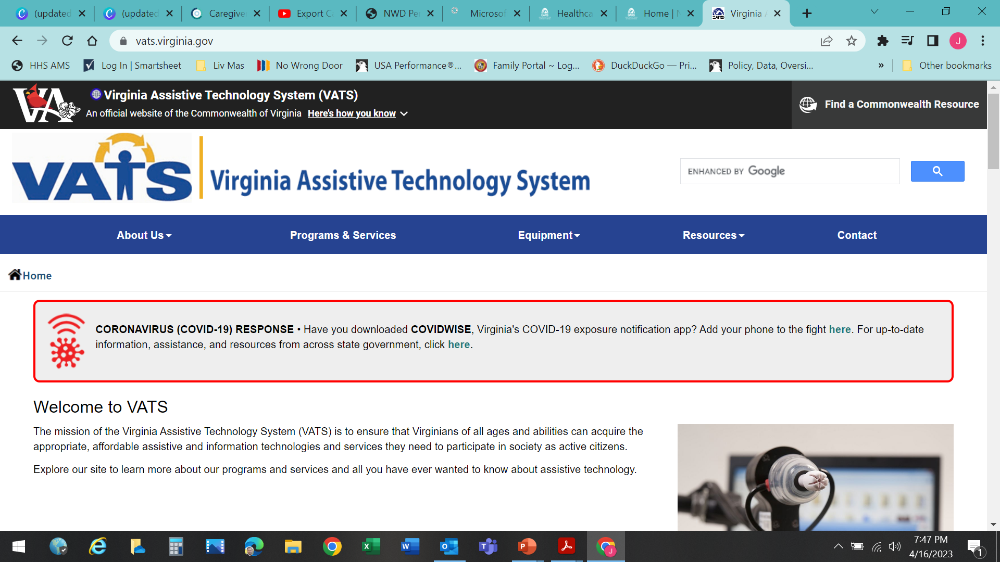 (updated
(updated
Caregive
Export Ca
NWD Per
Microsof
Healthca
Home | N
Virginia A
vats.virginia.gov
J
HHS AMS
Log In | Smartsheet
Liv Mas
No Wrong Door
USA Performance®...
Family Portal ~ Log...
DuckDuckGo — Pri...
Policy, Data, Oversi...
»
Other bookmarks
VA
Virginia Assistive Technology System (VATS)
An official website of the Commonwealth of Virginia Here's how you know
Find a Commonwealth Resource
VATS
Virginia Assistive Technology System
ENHANCED BY Google
About Us
Programs & Services
Equipment
Resources
Contact
Home
CORONAVIRUS (COVID-19) RESPONSE • Have you downloaded COVIDWISE, Virginia's COVID-19 exposure notification app? Add your phone to the fight here. For up-to-date
information, assistance, and resources from across state government, click here.
Welcome to VATS
The mission of the Virginia Assistive Technology System (VATS) is to ensure that Virginians of all ages and abilities can acquire the
appropriate, affordable assistive and information technologies and services they need to participate in society as active citizens.
Explore our site to learn more about our programs and services and all you have ever wanted to know about assistive technology.
7:47 PM
4/16/2023
1